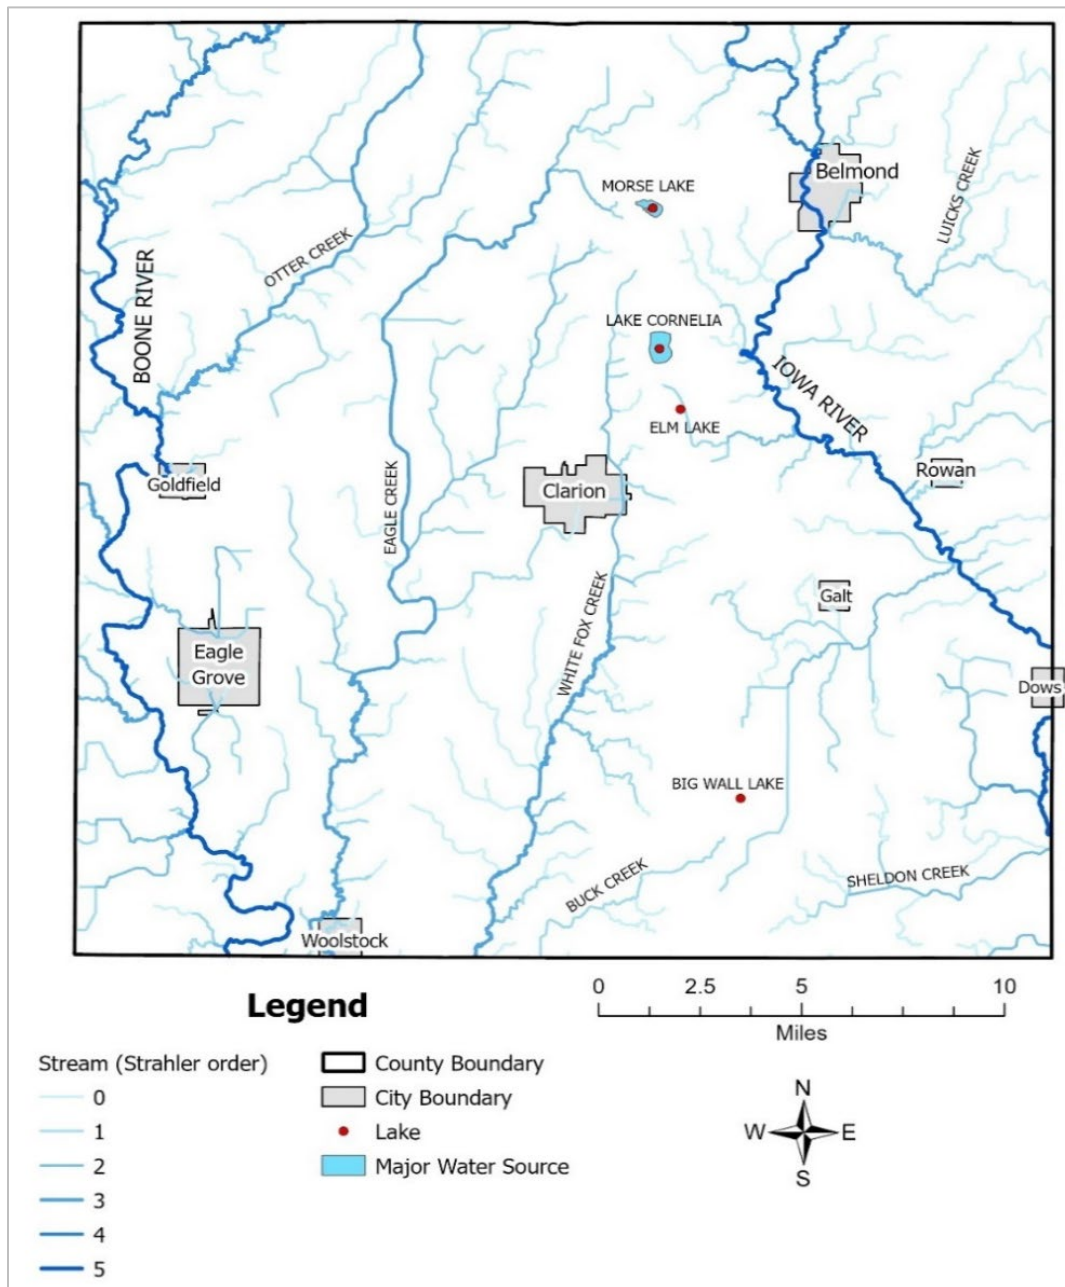 Belmond
LUICKS CREEK
MORSE LAKE
OTTER CREEK
BOONE RIVER
LAKE CORNELIA
IOWA RIVER
ELM LAKE
Rowan
Goldfield
Clarion
EAGLE CREEK
Galt
WHITE FOX CREEK
Eagle
Grove
Dows
BIG WALL LAKE
BUCK CREEK
SHELDON CREEK
Woolstock
Legend
0 2.5 5 10
Miles
Stream (Strahler order)
0
1
2
3
4
5
County Boundary
City Boundary
Lake
Major Water Source
N
W E
S